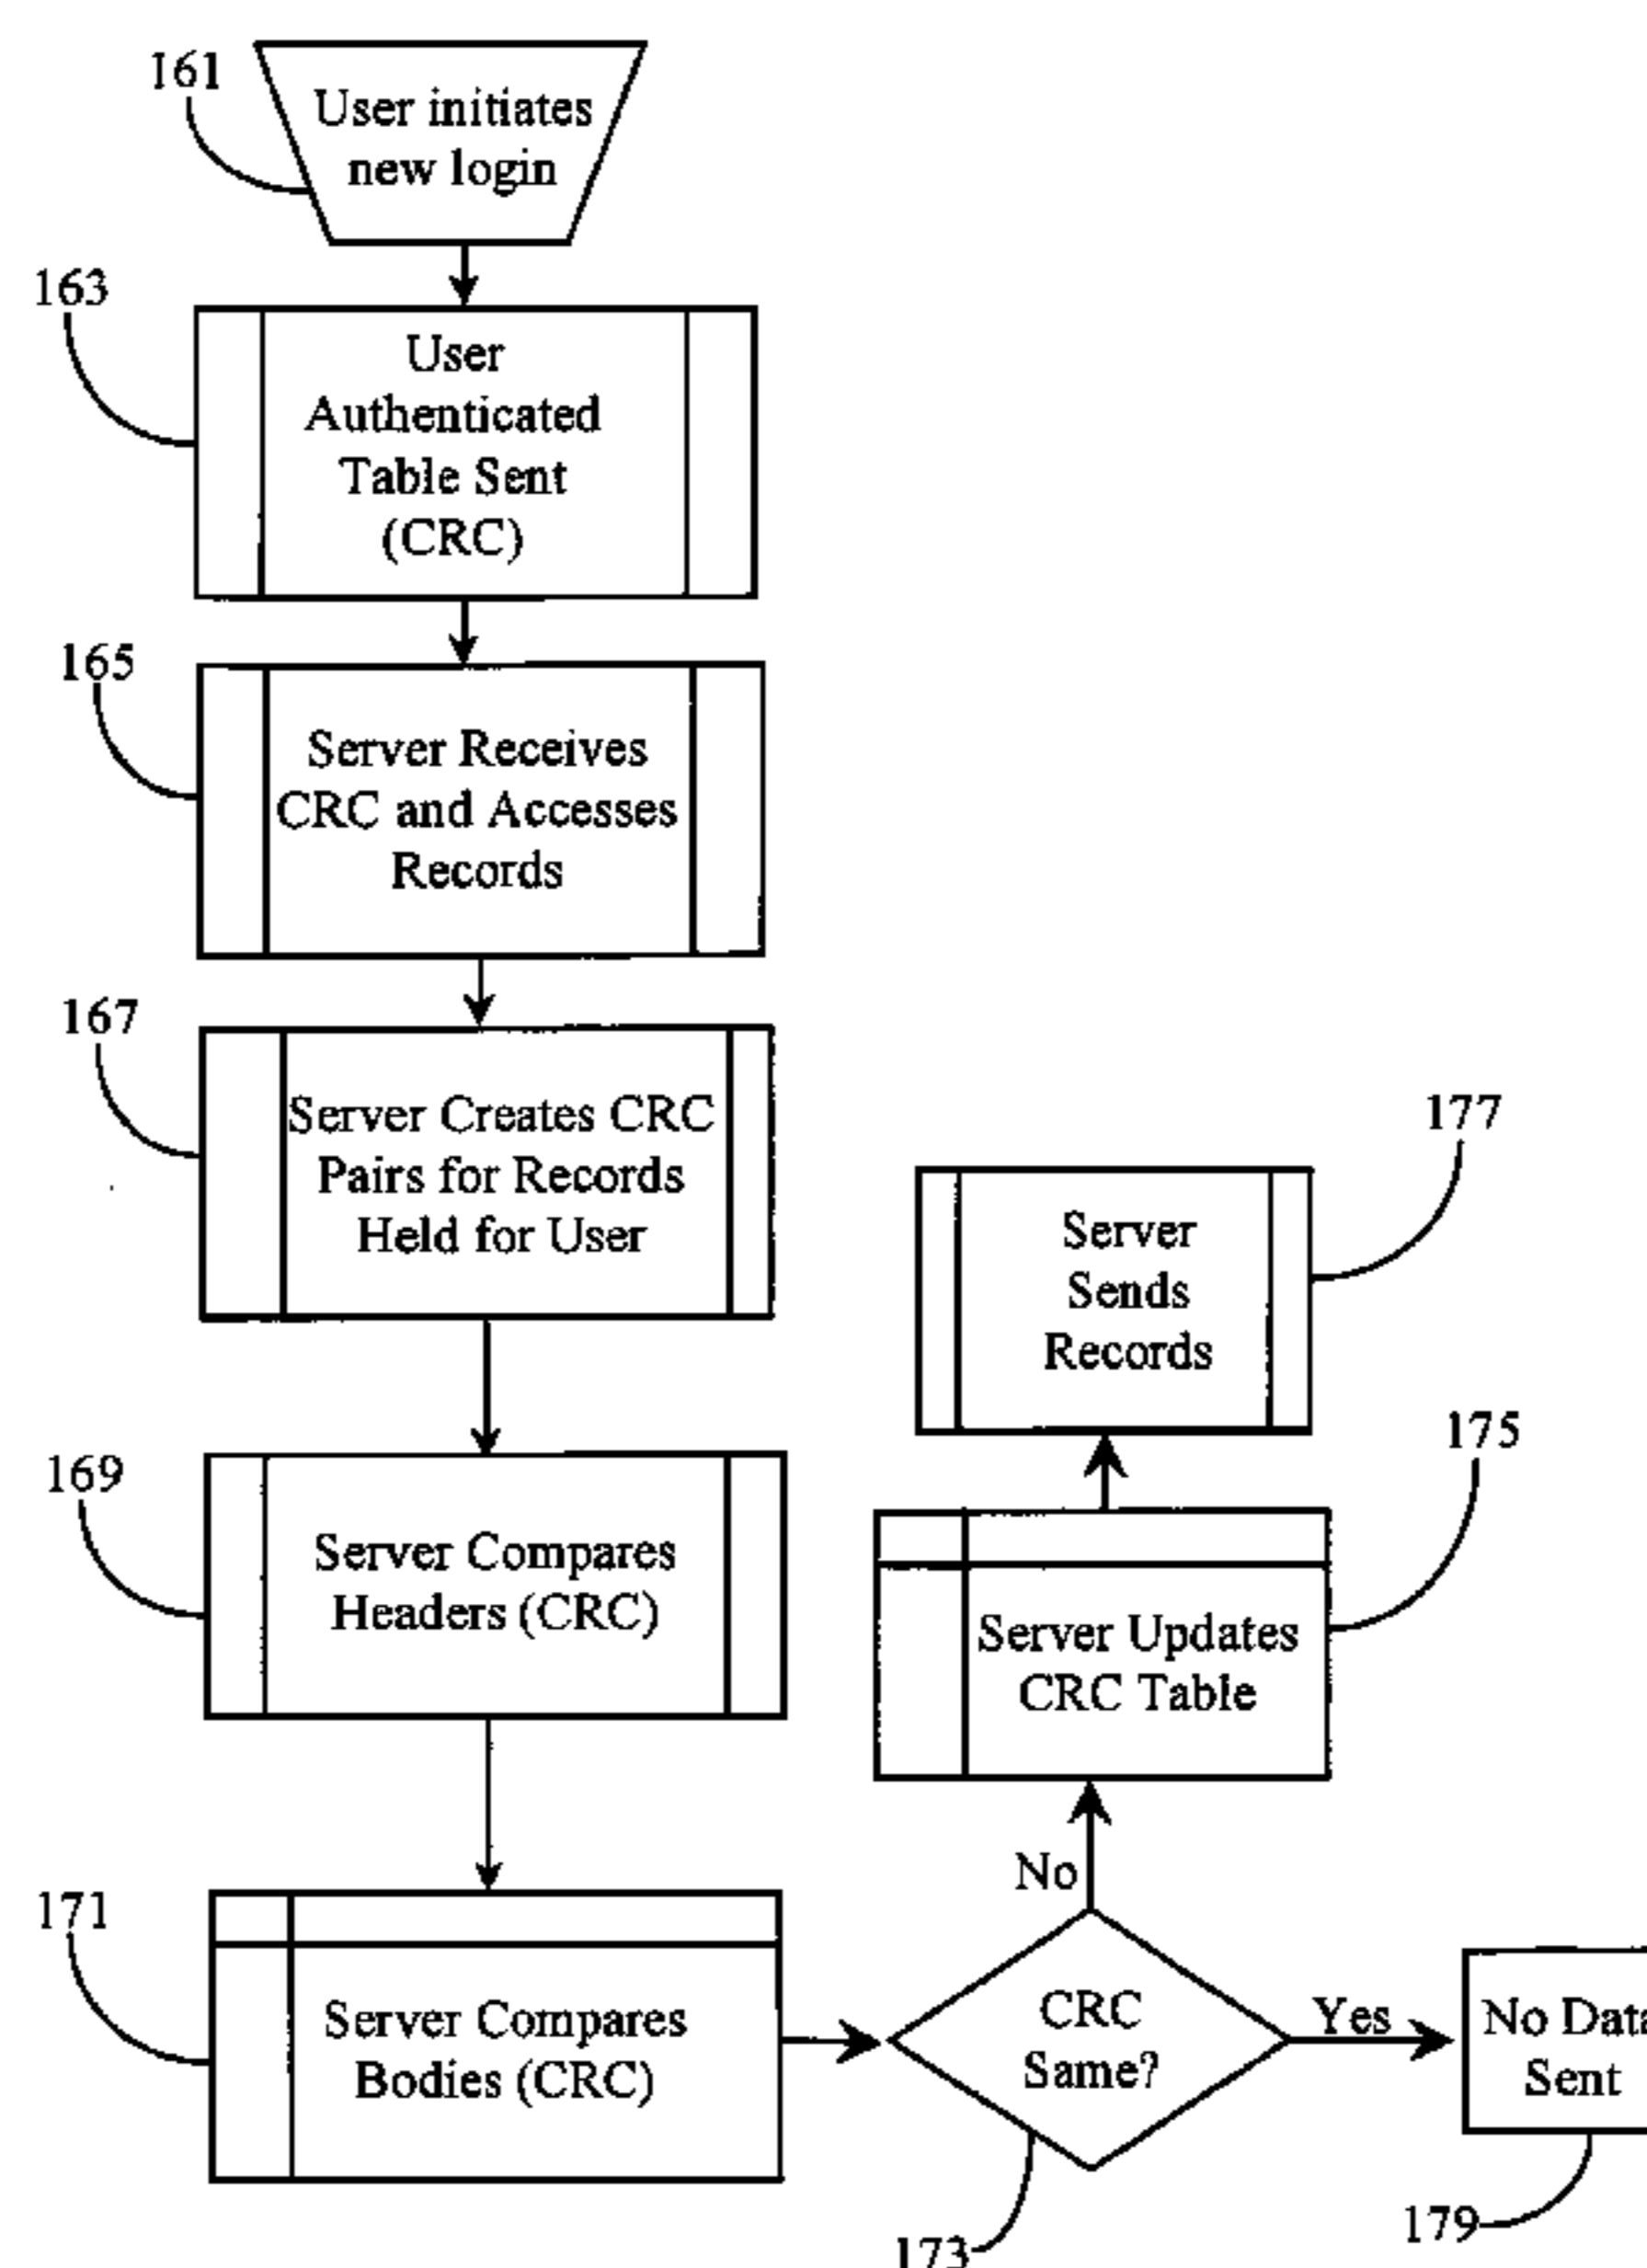 161
User initiates
new login
163
User
Authenticated
Table Sent
(CRC)
165
Server Receives
CRC and Accesses
Records
167
Server Creates CRC
Pairs for Records
Held for User
169
Server Compares
Headers (CRC)
171
Server Compares
Bodies (CRC)
CRC
Same?
173
No
Yes
175
Server Updates
CRC Table
177
Server
Sends
Records
No Data
Sent
179